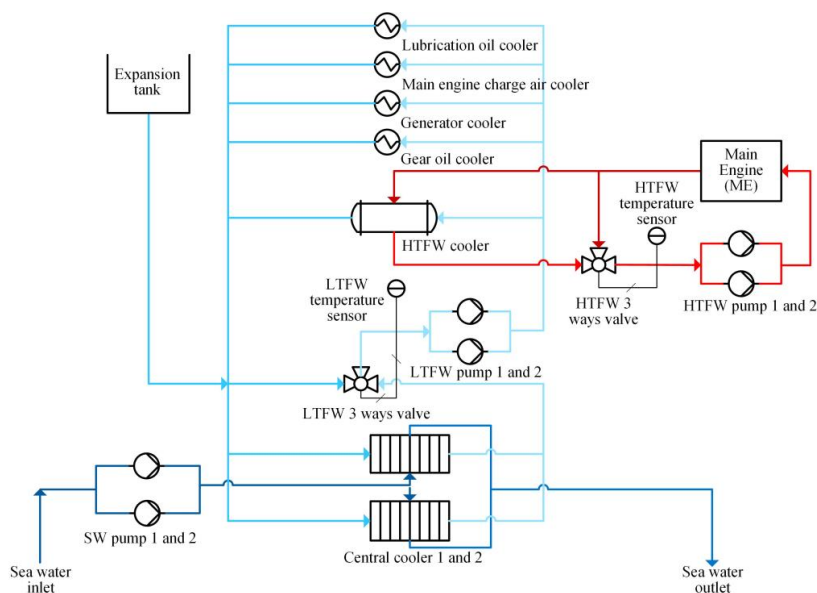 Lubrication oil cooler
Expansion
tank
Main engine charge air cooler
Generator cooler
Gear oil cooler
Main
Engine
(ME)
HTFW
temperature
sensor
HTFW cooler
LTFW
temperature
sensor
HTFW 3
ways valve
HTFW pump 1 and 2
LTFW pump 1 and 2
LTFW 3 ways valve
SW pump 1 and 2
Central cooler 1 and 2
Sea water
inlet
Sea water
outlet